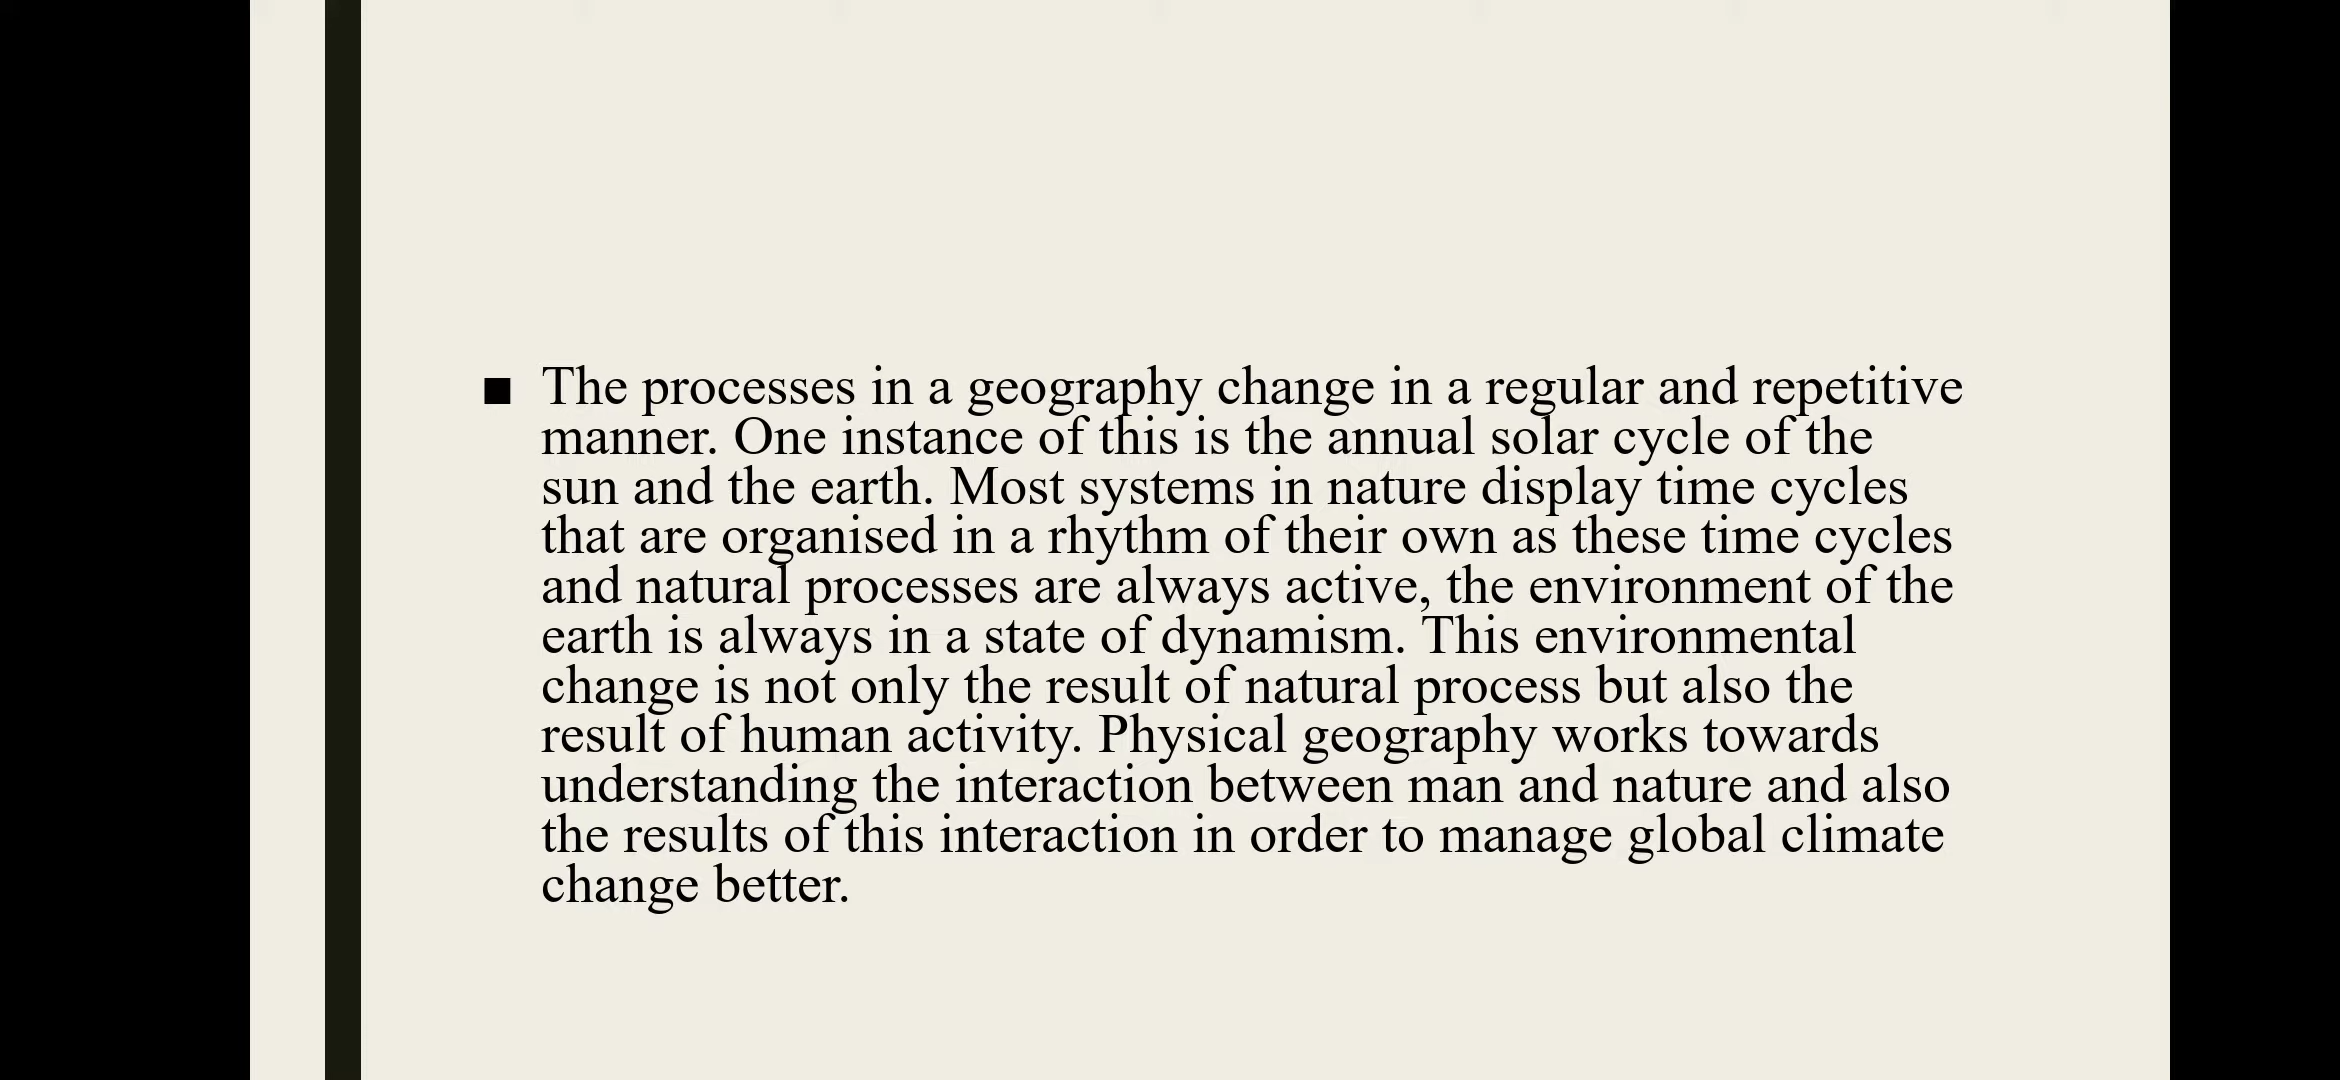 ■ The processes in a geography change in a regular and repetitive
manner. One instance of this is the annual solar cycle of the
sun and the earth. Most systems in nature display time cycles
that are organised in a rhythm of their own as these time cycles
and natural processes are always active, the environment of the
earth is always in a state of dynamism. This environmental
change is not only the result of natural process but also the
result of human activity. Physical geography works towards
understanding the interaction between man and nature and also
the results of this interaction in order to manage global climate
change better.